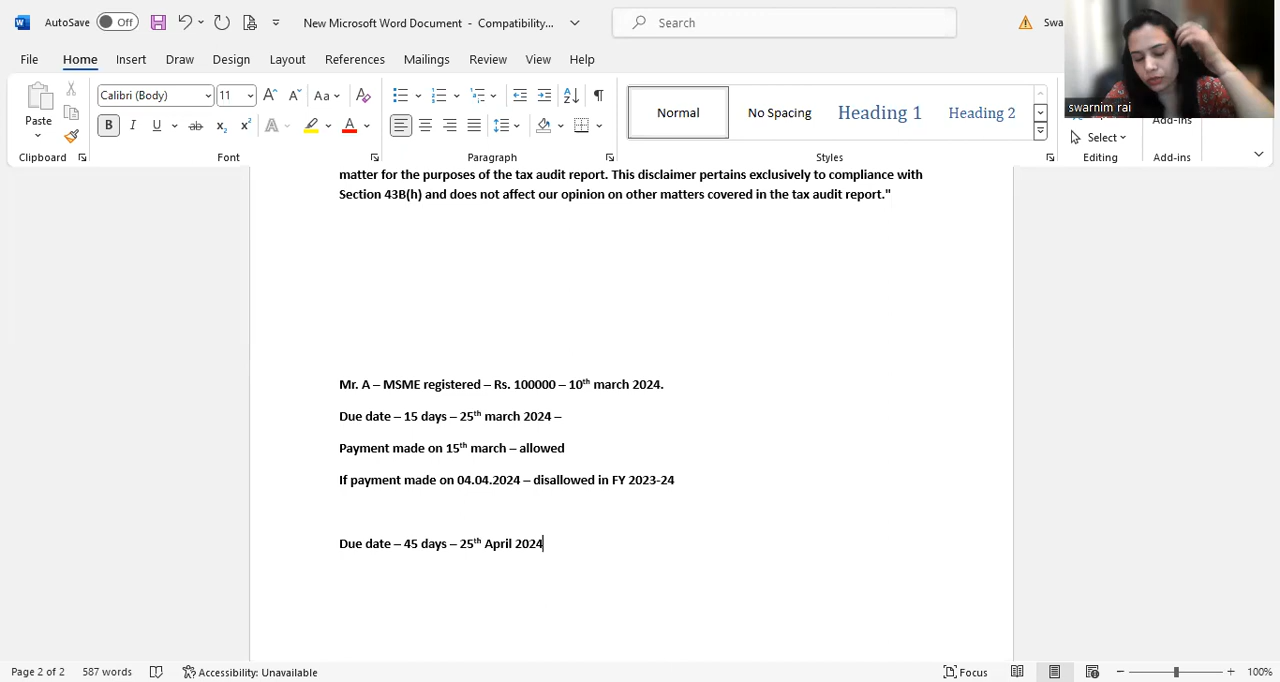 AutoSave Off New Microsoft Word Document - Compatibility... Search Swa
File Home Insert Draw Design Layout References Mailings Review View Help
Calibri (Body) 11 Aa Normal No Spacing Heading 1 Heading 2
swarnim rai
Paste B I U ab x₂ x² A A Select Add-ins
Clipboard Font Paragraph Styles Editing Add-ins
matter for the purposes of the tax audit report. This disclaimer pertains exclusively to compliance with
Section 43B(h) and does not affect our opinion on other matters covered in the tax audit report."
Mr. A – MSME registered – Rs. 100000 – 10th march 2024.
Due date – 15 days – 25th march 2024 –
Payment made on 15th march – allowed
If payment made on 04.04.2024 – disallowed in FY 2023-24
Due date – 45 days – 25th April 2024
Page 2 of 2 587 words Accessibility: Unavailable Focus 100%